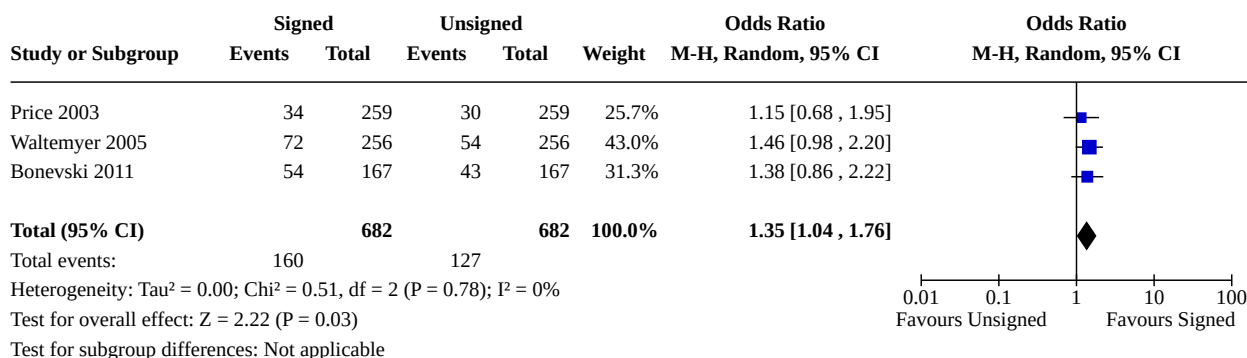 Signed Unsigned Odds Ratio Odds Ratio
Study or Subgroup Events Total Events Total Weight M-H, Random, 95% CI M-H, Random, 95% CI
Price 2003 34 259 30 259 25.7% 1.15 [0.68 , 1.95]
Waltemyer 2005 72 256 54 256 43.0% 1.46 [0.98 , 2.20]
Bonevski 2011 54 167 43 167 31.3% 1.38 [0.86 , 2.22]
Total (95% CI) 682 682 100.0% 1.35 [1.04 , 1.76]
Total events: 160 127
Heterogeneity: Tau² = 0.00; Chi² = 0.51, df = 2 (P = 0.78); I² = 0%
0.01 0.1 1 10 100
Test for overall effect: Z = 2.22 (P = 0.03) Favours Unsigned Favours Signed
Test for subgroup differences: Not applicable